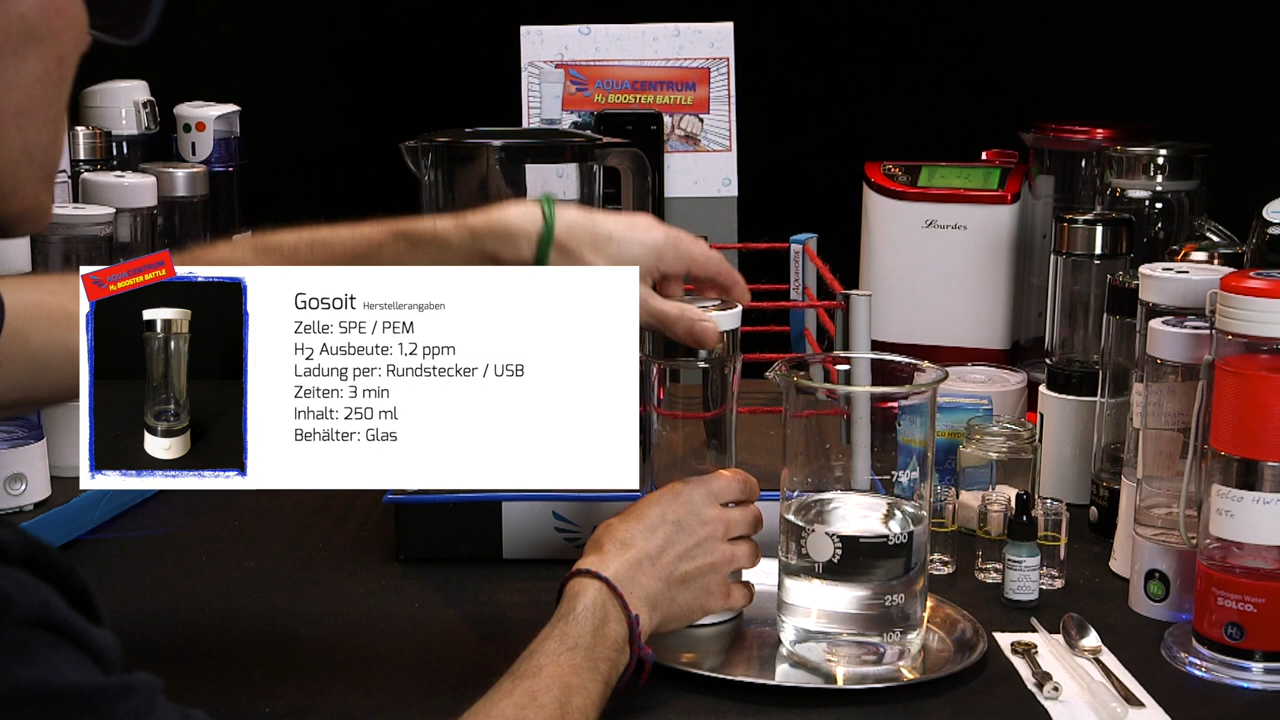 AQUACENTRUM
H2 BOOSTER BATTLE
Lourdes
AQUACENTRUM
H2 BOOSTER BATTLE
Gosoit Herstellerangaben
Zelle: SPE / PEM
H2 Ausbeute: 1,2 ppm
Ladung per: Rundstecker / USB
Zeiten: 3 min
Inhalt: 250 ml
Behälter: Glas
750ml
500
250
100
Hydrogen Water
SOLCO.
H2